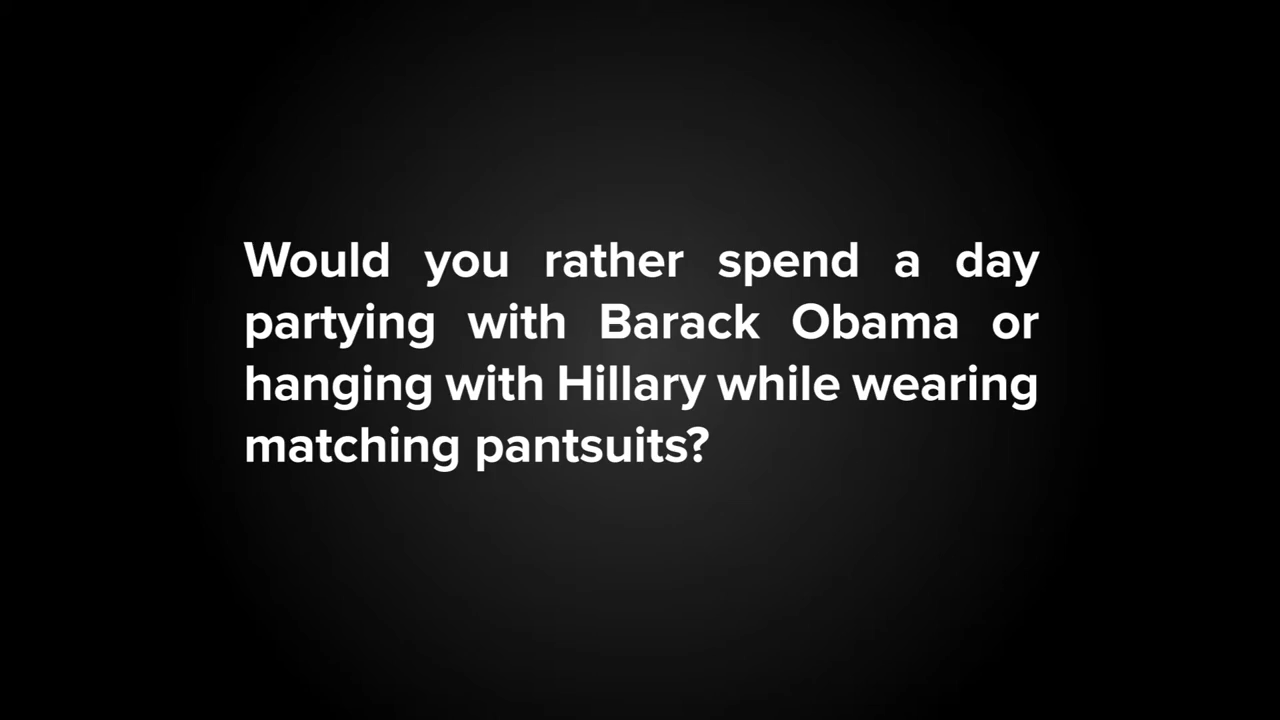 Would you rather spend a day
partying with Barack Obama or
hanging with Hillary while wearing
matching pantsuits?